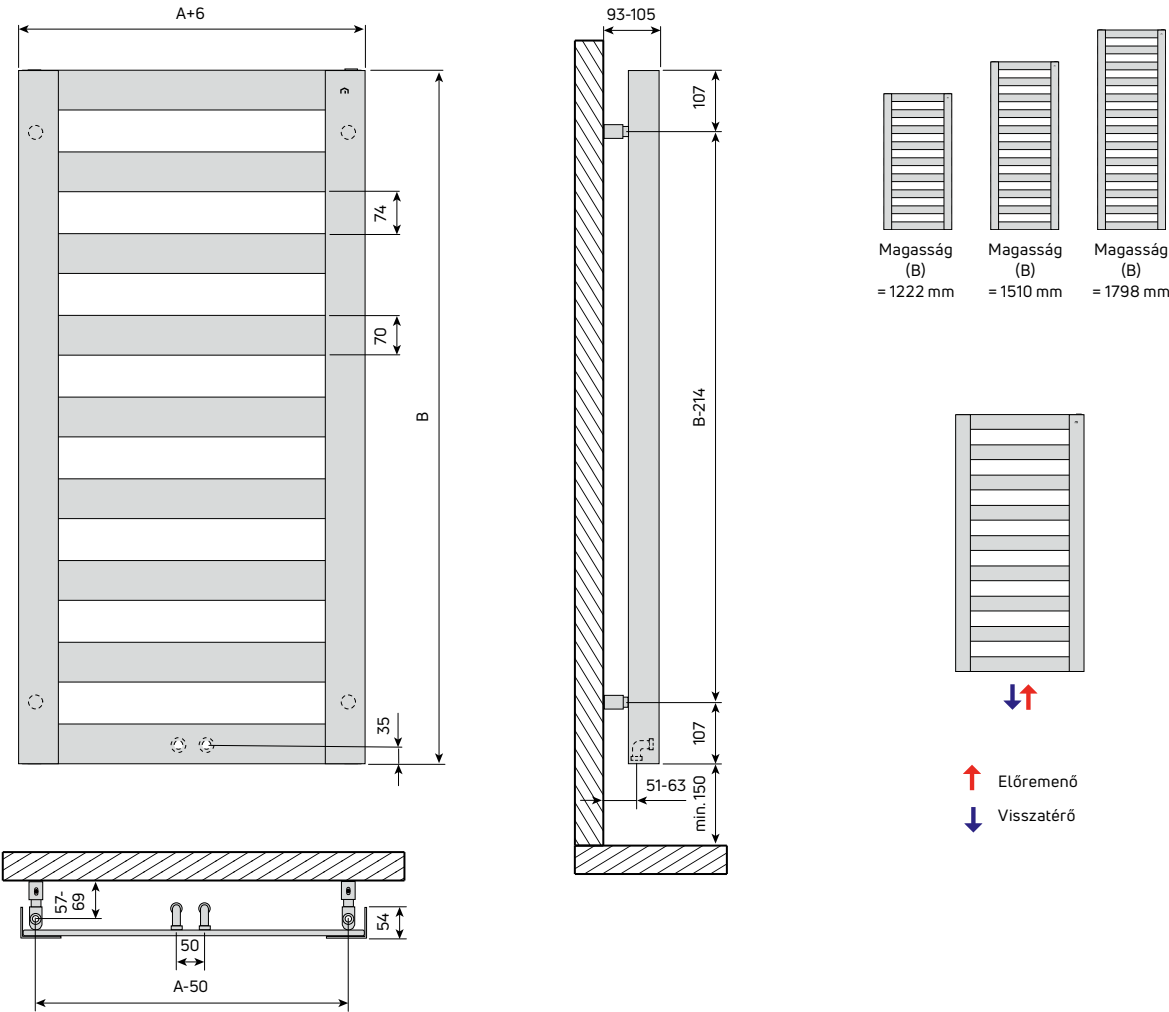 A+6
74
70
B
35
93-105
107
B-214
107
51-63
min. 150
57-
69
54
50
A-50
Magasság
(B)
= 1222 mm
Magasság
(B)
= 1510 mm
Magasság
(B)
= 1798 mm
Előremenő
Visszatérő